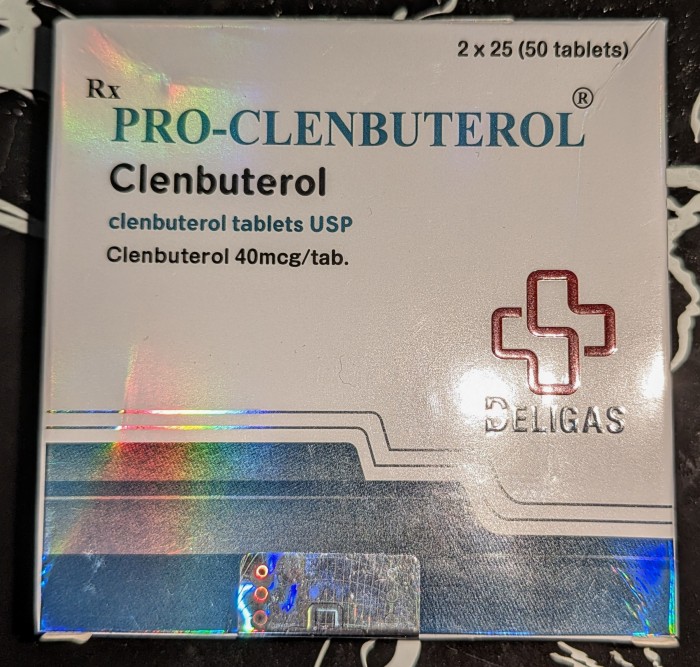 2 x 25 (50 tablets)
Rx
PRO-CLENBUTEROL®
Clenbuterol
clenbuterol tablets USP
Clenbuterol 40mcg/tab.
DELIGAS